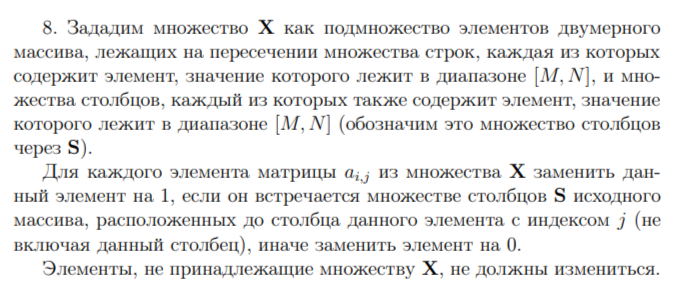 8. Зададим множество X как подмножество элементов двумерного
массива, лежащих на пересечении множества строк, каждая из которых
содержит элемент, значение которого лежит в диапазоне [M, N], и мно-
жества столбцов, каждый из которых также содержит элемент, значение
которого лежит в диапазоне [M, N] (обозначим это множество столбцов
через S).
Для каждого элемента матрицы a_{i,j} из множества X заменить дан-
ный элемент на 1, если он встречается множестве столбцов S исходного
массива, расположенных до столбца данного элемента с индексом j (не
включая данный столбец), иначе заменить элемент на 0.
Элементы, не принадлежащие множеству X, не должны измениться.